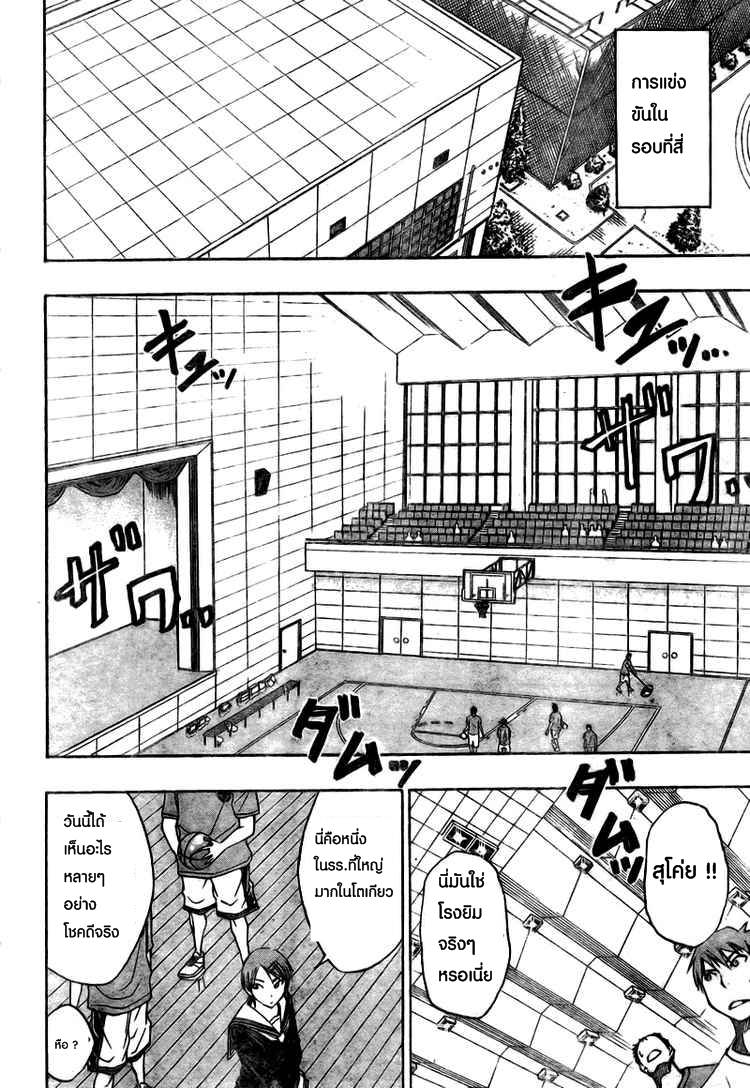 การแข่ง
ขันใน
รอบที่สี่
キュッ
キュッ...
ザワッ
ザワッ
ダムッ
ダムッ
สุโค่ย !!
นี่มันใช่
โรงยิม
จริงๆ
หรอเนี่ย
นี่คือหนึ่ง
ในรร.ที่ใหญ่
มากในโตเกียว
วันนี้ได้
เห็นอะไร
หลายๆ
อย่าง
โชคดีจริง
หือ ?